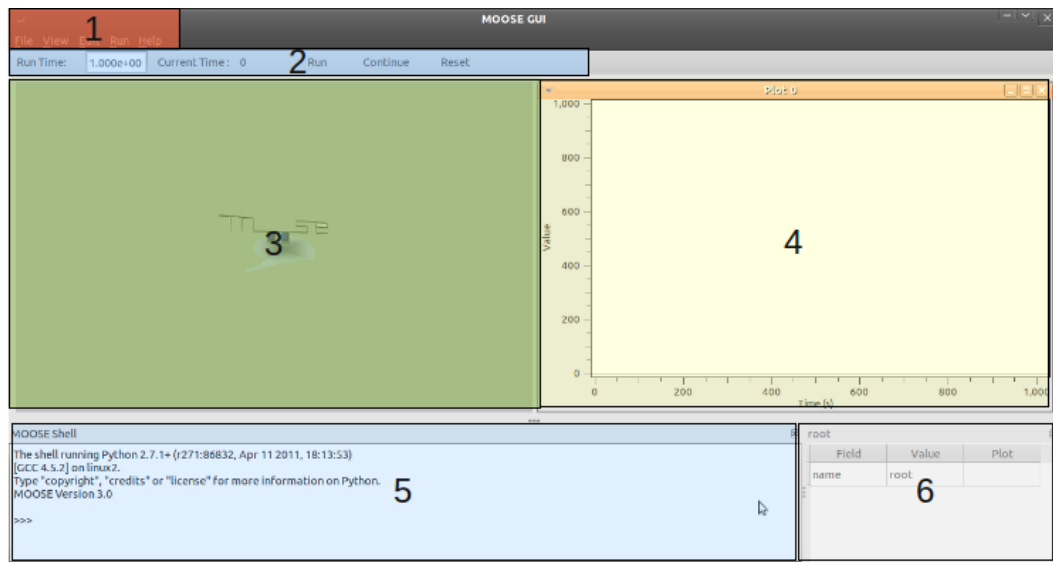 MOOSE GUI
1
File View Edit Run Help
Run Time: 1.000e+00 Current Time: 0 2 Run Continue Reset
Plot 0
1,000
800
600
400
200
0
Value
0 200 400 600 800 1,000
Time (s)
3
4
MOOSE Shell
The shell running Python 2.7.1+ (r271:86832, Apr 11 2011, 18:13:53)
[GCC 4.5.2] on linux2.
Type "copyright", "credits" or "license" for more information on Python.
MOOSE Version 3.0
>>>
5
root
Field Value Plot
name root
6